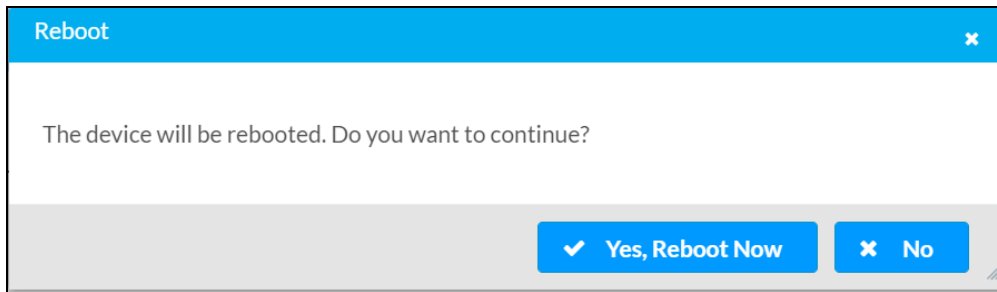 Reboot
The device will be rebooted. Do you want to continue?
Yes, Reboot Now
No